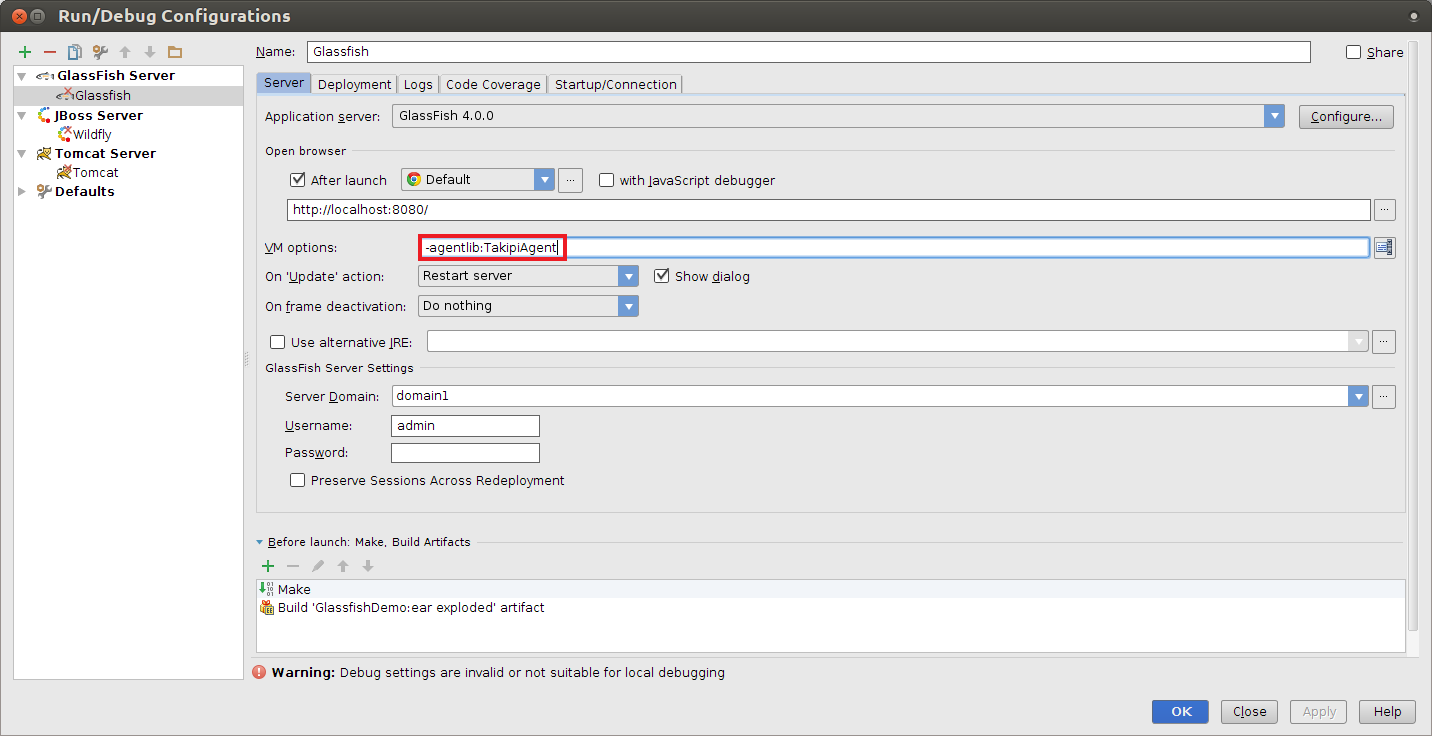 Run/Debug Configurations
Name: Glassfish Share
GlassFish Server
Glassfish
JBoss Server
Wildfly
Tomcat Server
Tomcat
Defaults
Server Deployment Logs Code Coverage Startup/Connection
Application server: GlassFish 4.0.0 Configure...
Open browser
After launch Default ... with JavaScript debugger
http://localhost:8080/ ...
VM options: -agentlib:TakipiAgent
On 'Update' action: Restart server Show dialog
On frame deactivation: Do nothing
Use alternative JRE: ...
GlassFish Server Settings
Server Domain: domain1 ...
Username: admin
Password:
Preserve Sessions Across Redeployment
Before launch: Make, Build Artifacts
Make
Build 'GlassfishDemo:ear exploded' artifact
Warning: Debug settings are invalid or not suitable for local debugging
OK Close Apply Help